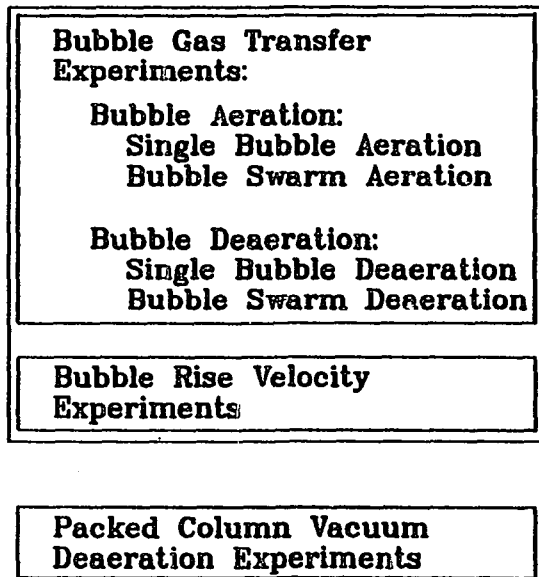 Bubble Gas Transfer
Experiments:
Bubble Aeration:
Single Bubble Aeration
Bubble Swarm Aeration
Bubble Deaeration:
Single Bubble Deaeration
Bubble Swarm Deaeration
Bubble Rise Velocity
Experiments
Packed Column Vacuum
Deaeration Experiments